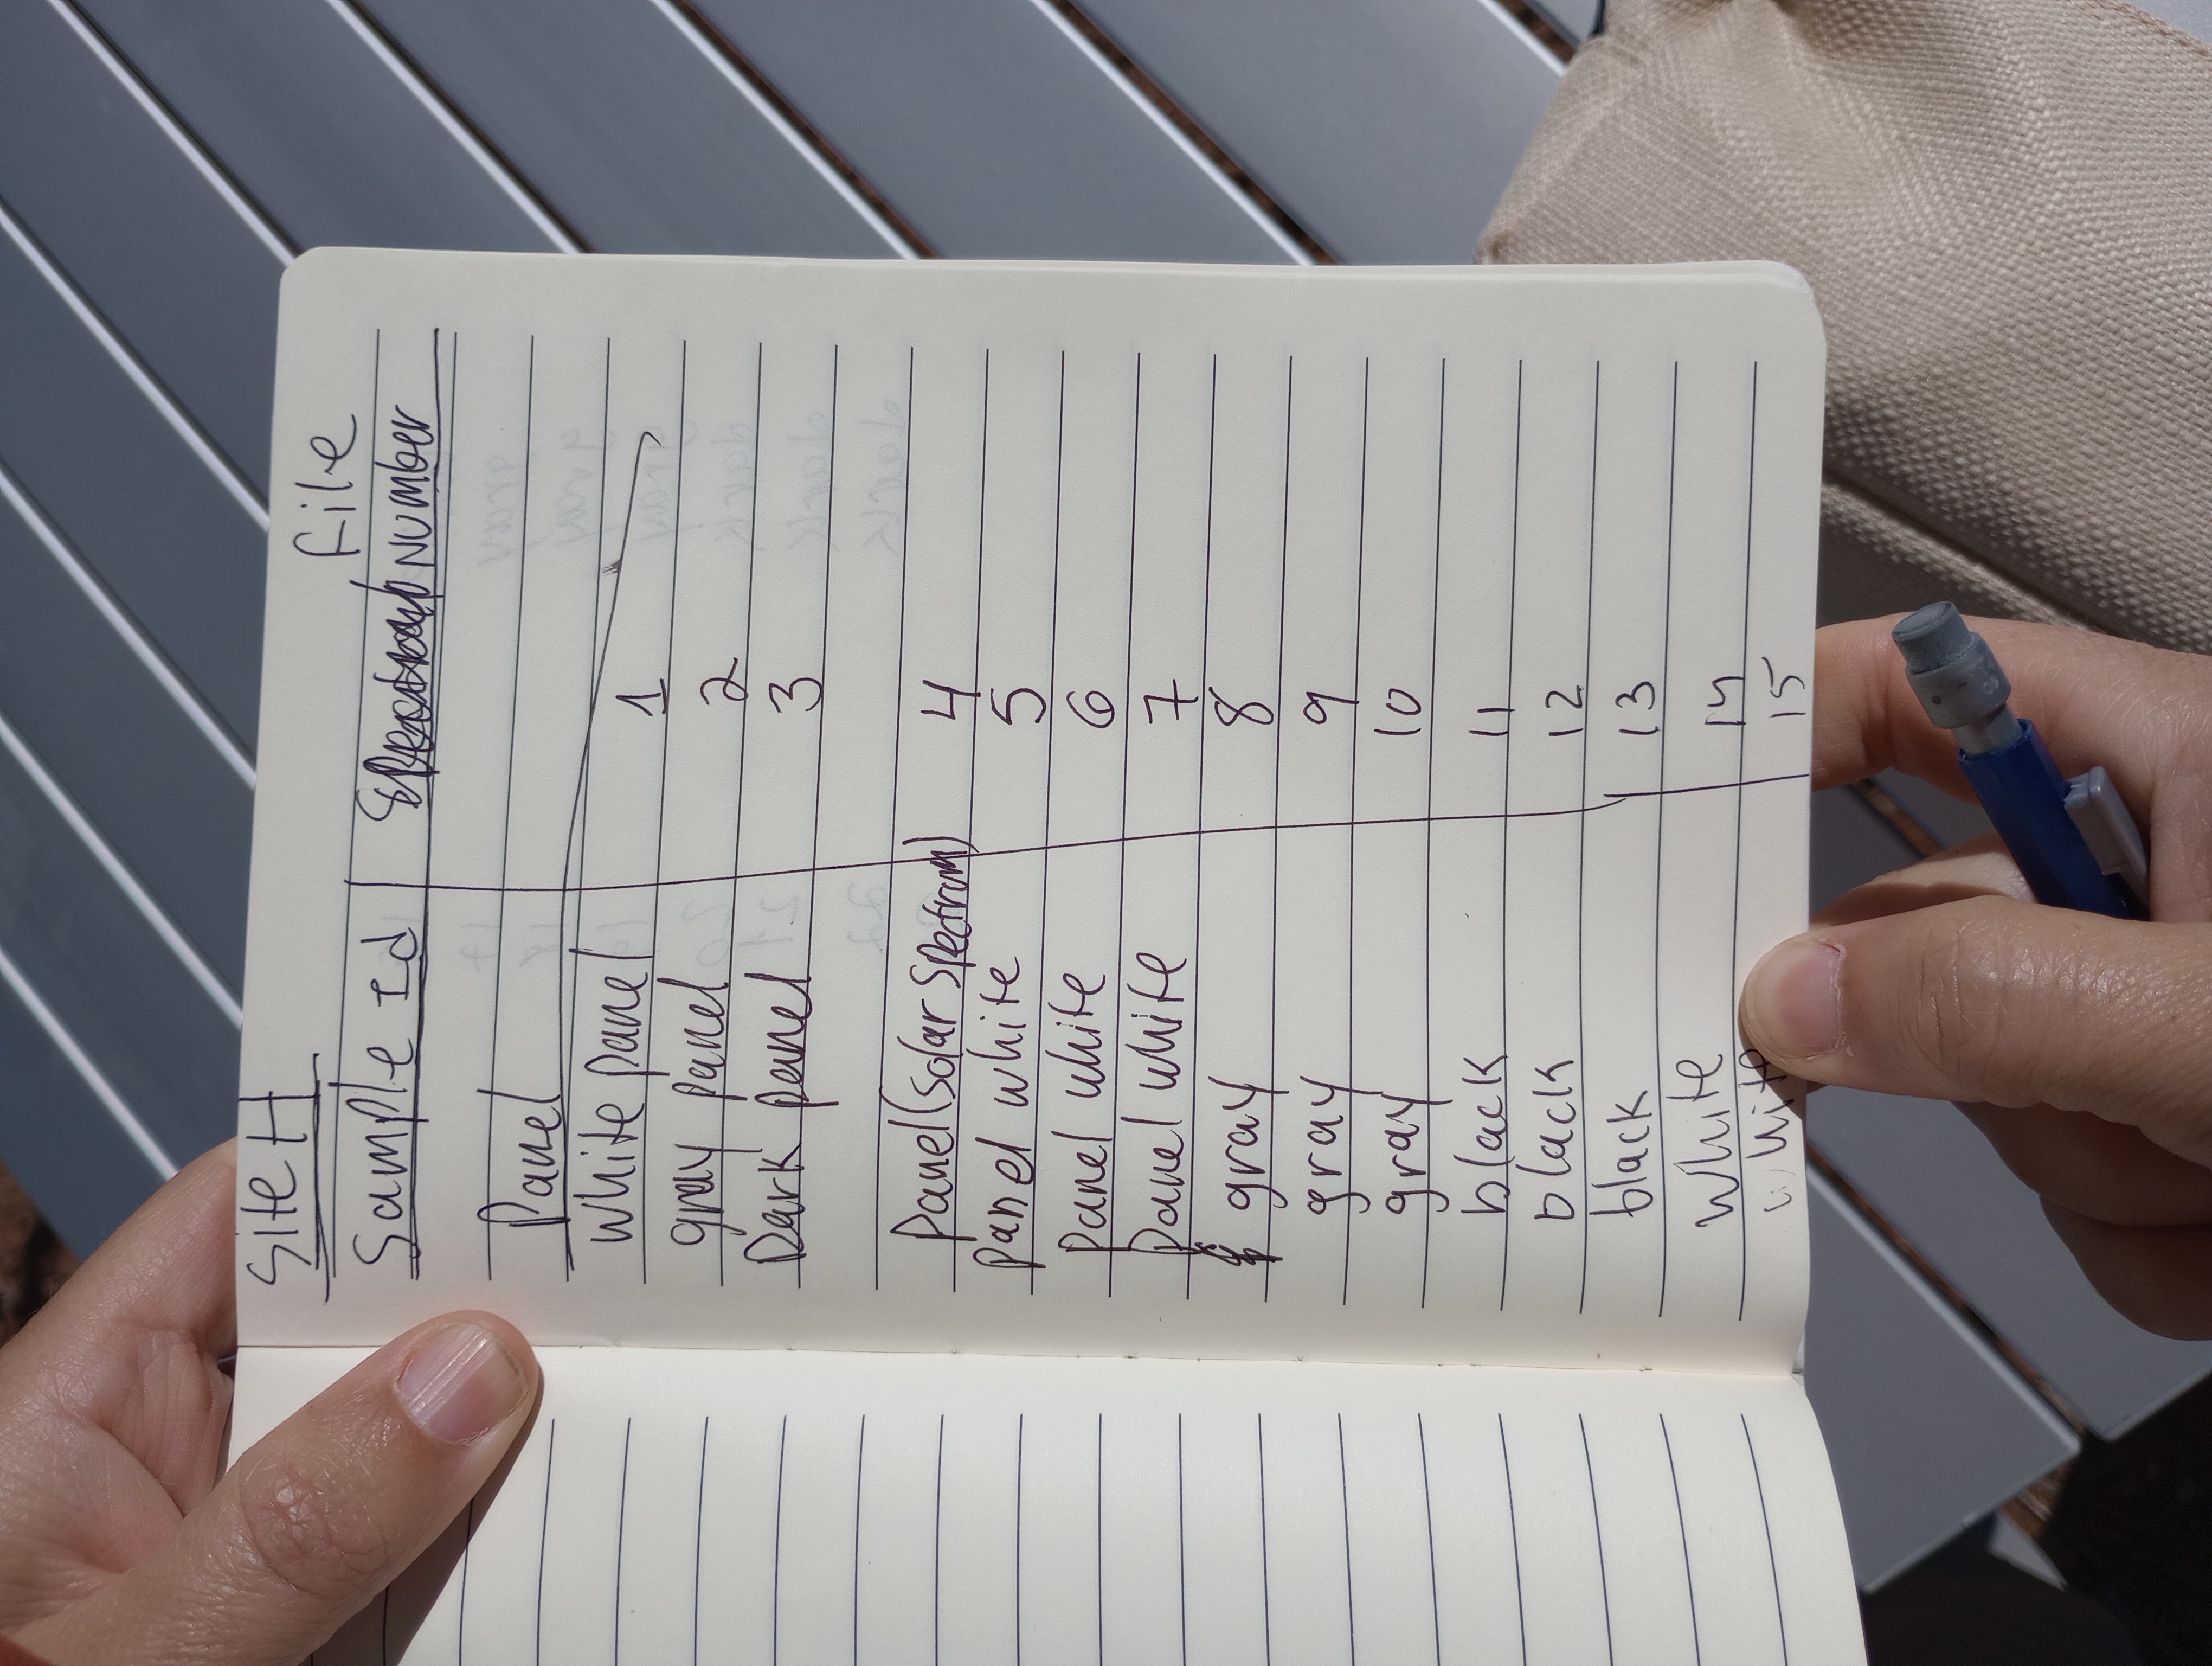 Site H
File
Sample Id Number
Panel
White panel 1
gray panel 2
Dark panel 3
Panel (Solar Spectrum) 4
panel white 5
panel white 6
panel white 7
gray 8
gray 9
gray 10
black 11
black 12
black 13
White 14
white 15